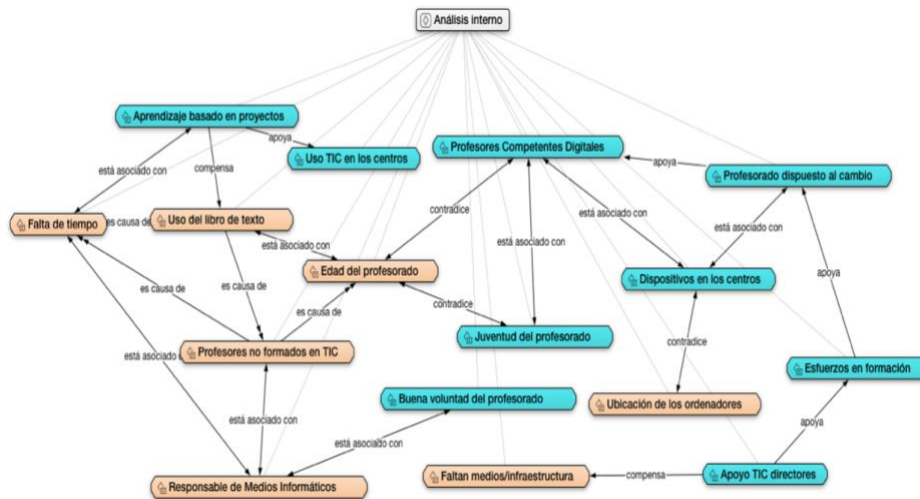 Análisis interno
Aprendizaje basado en proyectos
apoya
Profesores Competentes Digitales
Uso TIC en los centros
apoya
Profesorado dispuesto al cambio
está asociado con
compensa
contradice
está asociado con
está asociado con
Falta de tiempo
es causa de
Uso del libro de texto
está asociado con
está asociado con
Edad del profesorado
Dispositivos en los centros
apoya
es causa de
es causa de
contradice
es causa de
Juventud del profesorado
contradice
está asociado
Profesores no formados en TIC
Esfuerzos en formación
Buena voluntad del profesorado
Ubicación de los ordenadores
está asociado con
apoya
está asociado con
Responsable de Medios Informáticos
Faltan medios/infraestructura
compensa
Apoyo TIC directores